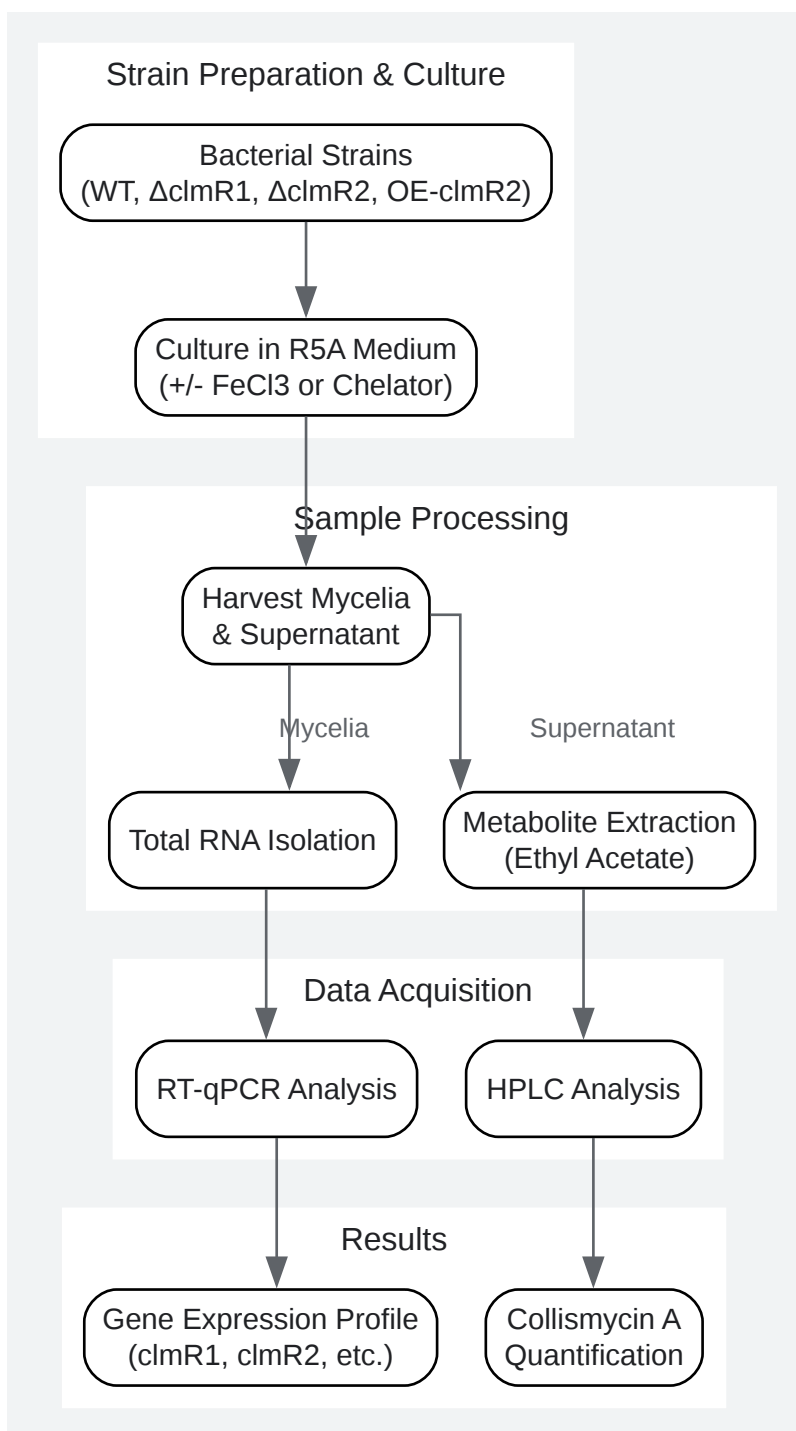 Strain Preparation & Culture
Bacterial Strains
(WT, ΔclmR1, ΔclmR2, OE-clmR2)
Culture in R5A Medium
(+/- FeCl3 or Chelator)
Sample Processing
Harvest Mycelia
& Supernatant
Mycelia
Supernatant
Total RNA Isolation
Metabolite Extraction
(Ethyl Acetate)
Data Acquisition
RT-qPCR Analysis
HPLC Analysis
Results
Gene Expression Profile
(clmR1, clmR2, etc.)
Collismycin A
Quantification